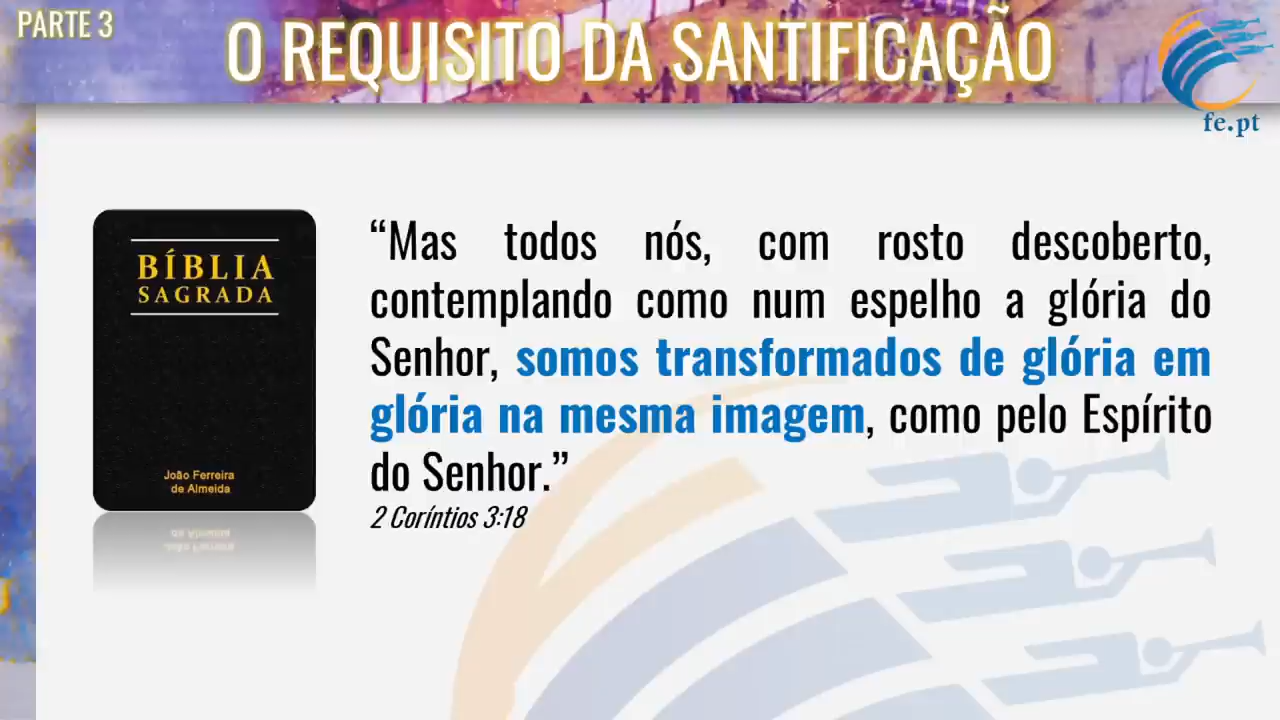 PARTE 3
O REQUISITO DA SANTIFICAÇÃO
fe.pt
BÍBLIA
SAGRADA
João Ferreira
de Almeida
“Mas todos nós, com rosto descoberto,
contemplando como num espelho a glória do
Senhor, somos transformados de glória em
glória na mesma imagem, como pelo Espírito
do Senhor.”
2 Coríntios 3:18